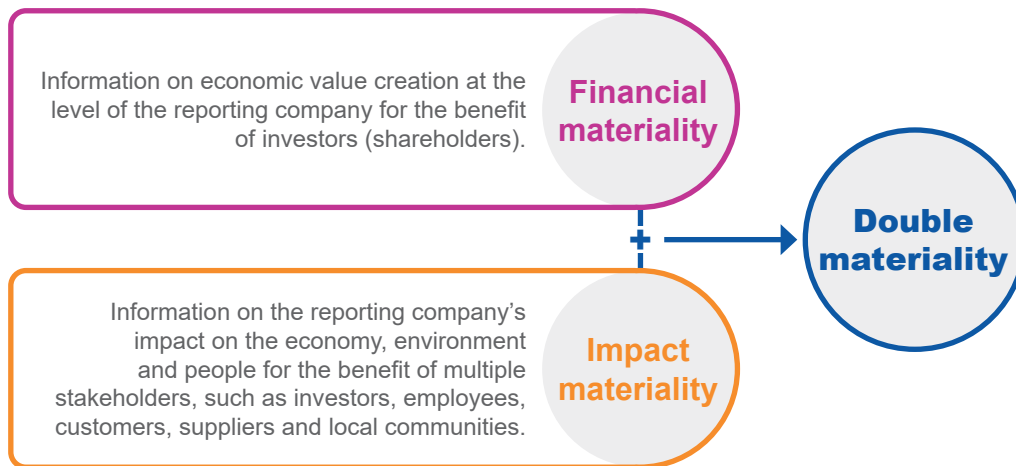 Information on economic value creation at the
level of the reporting company for the benefit
of investors (shareholders).
Financial
materiality
+
Double
materiality
Information on the reporting company’s
impact on the economy, environment
and people for the benefit of multiple
stakeholders, such as investors, employees,
customers, suppliers and local communities.
Impact
materiality